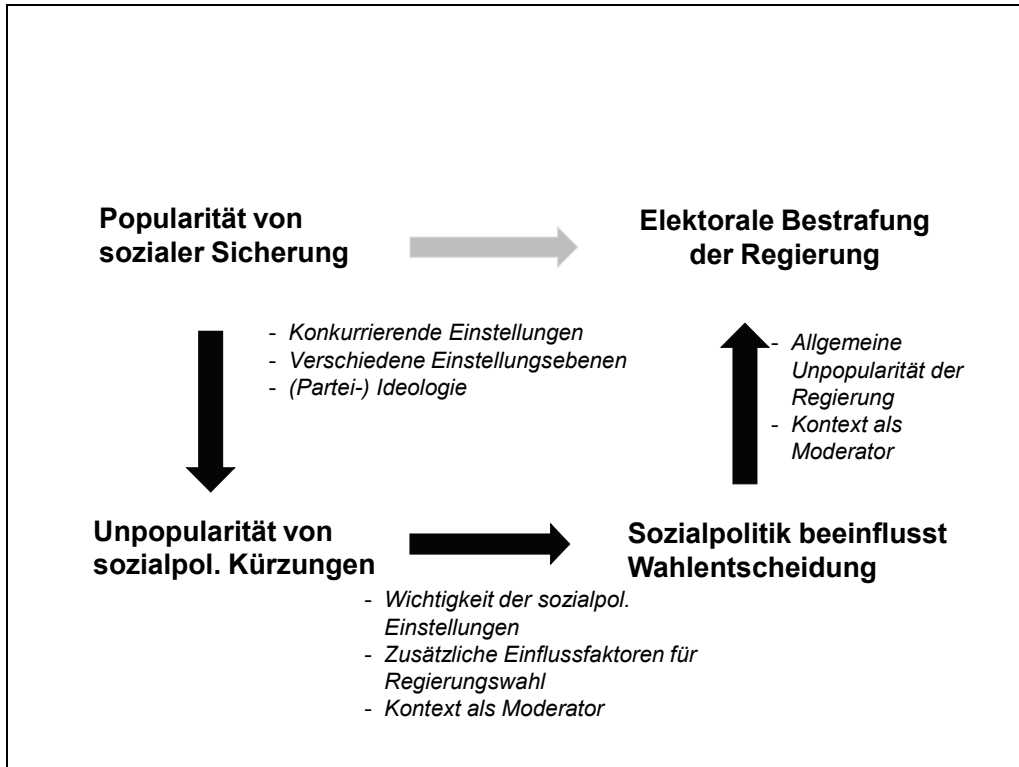 Popularität von
sozialer Sicherung
Elektorale Bestrafung
der Regierung
- Konkurrierende Einstellungen
- Verschiedene Einstellungsebenen
- (Partei-) Ideologie
- Allgemeine
Unpopularität der
Regierung
- Kontext als
Moderator
Unpopularität von
sozialpol. Kürzungen
Sozialpolitik beeinflusst
Wahlentscheidung
- Wichtigkeit der sozialpol.
Einstellungen
- Zusätzliche Einflussfaktoren für
Regierungswahl
- Kontext als Moderator